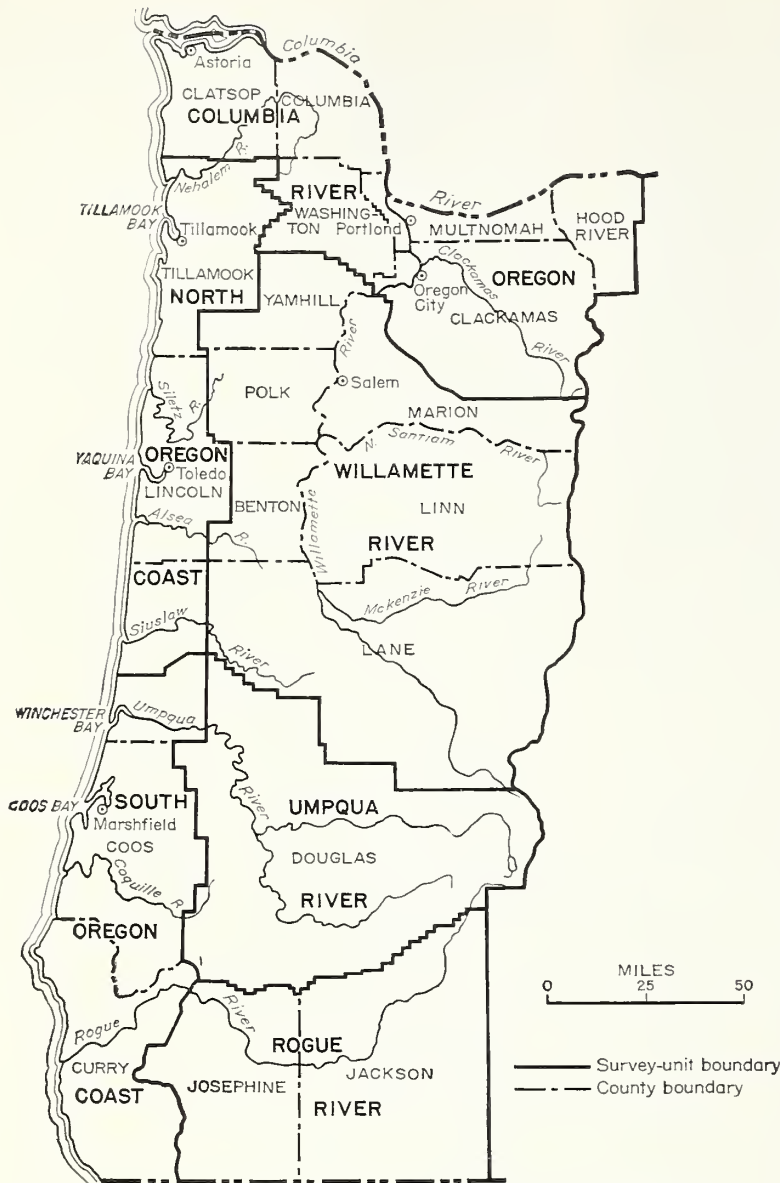 Columbia
Astoria
CLATSOP
COLUMBIA
COLUMBIA
Nehalem R.
RIVER
River
TILLAMOOK
BAY
WASHING-
TON
Portland
MULTNOMAH
HOOD
RIVER
Tillamook
Clackamas
OREGON
Oregon
City
TILLAMOOK
NORTH
YAMHILL
CLACKAMAS
River
River
Siletz
R.
POLK
Salem
MARION
N. Santiam
River
YAQUINA
BAY
OREGON
Toledo
LINCOLN
WILLAMETTE
BENTON
LINN
Alsea
R.
Willamette
RIVER
COAST
Mckenzie River
Siuslaw
River
LANE
WINCHESTER
BAY
Umpqua
River
COOS BAY
SOUTH
Marshfield
COOS
UMPQUA
DOUGLAS
Coquille R.
RIVER
OREGON
MILES
0 25 50
Rogue
River
ROGUE
CURRY
COAST
JOSEPHINE
JACKSON
RIVER
Survey-unit boundary
County boundary